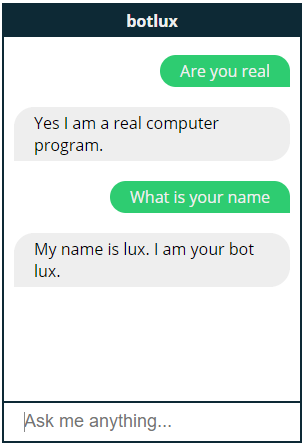 botlux
Are you real
Yes I am a real computer
program.
What is your name
My name is lux. I am your bot
lux.
Ask me anything...